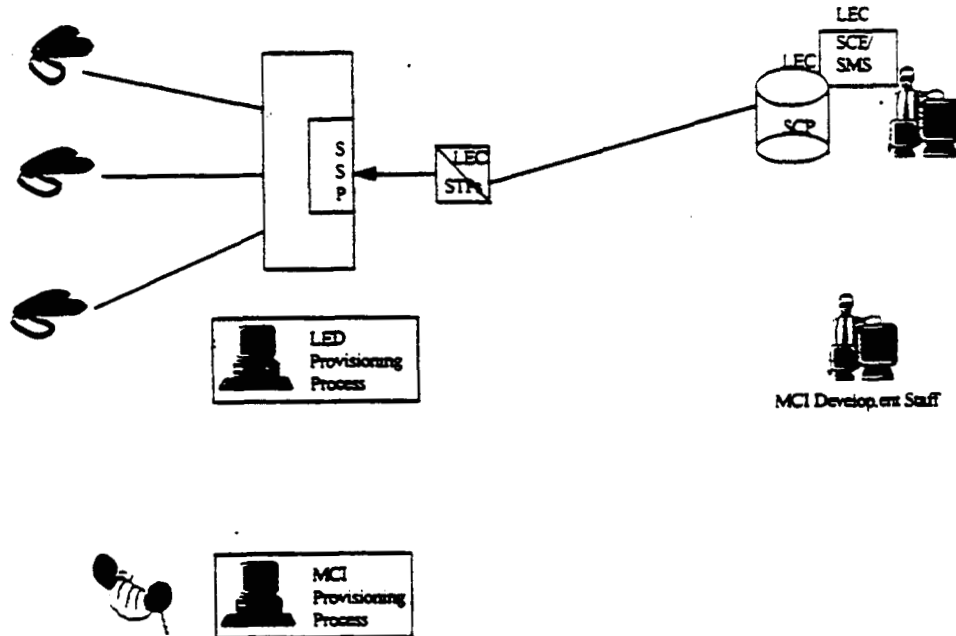 LEC
SCE/
SMS
LEC
SCP
S
S
P
LEC
STPs
LED
Provisioning
Process
MCI Develop.ent Staff
MCI
Provisioning
Process